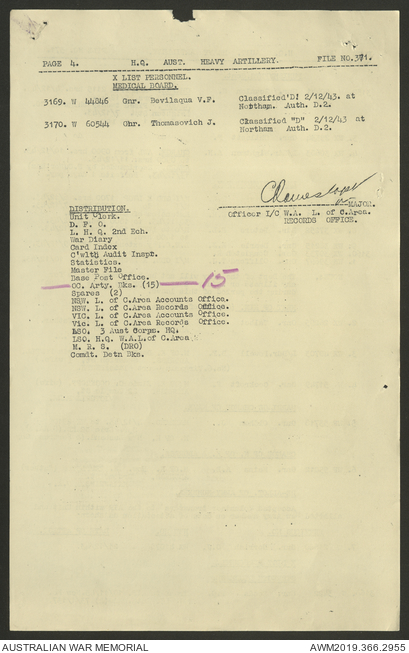 PAGE 4. H.Q. AUST. HEAVY ARTILLERY. FILE NO.371.
X LIST PERSONNEL.
MEDICAL BOARD.
3169. W 44846 Gnr. Bevilaqua V.F. Classified"D" 2/12/43. at
Northam. Auth. D.2.
3170. W 60544 Gnr. Thomasovich J. Classified "D" 2/12/43 at
Northam Auth. D.2.
MAJOR.
Officer I/C W.A. L. of C.Area.
RECORDS OFFICE.
DISTRIBUTION.
Unit Clerk.
D. F. O.
L. H. Q. 2nd Ech.
War Diary
Card Index
C'wlth Audit Inspr.
Statistics.
Master File
Base Post Office.
OC. Arty. Bks. (15) 15
Spares (2)
NSW. L. of C.Area Accounts Office.
NSW. L. of C.Area Records Office.
VIC. L. of C.Area Accounts Office.
Vic. L. of C.Area Records Office.
LSO. 3 Aust Corps. HQ.
LSO. H.Q. W.A.L.of C.Area
M. R. S. (DRO)
Comdt. Detn Bks.
AUSTRALIAN WAR MEMORIAL AWM2019.366.2955